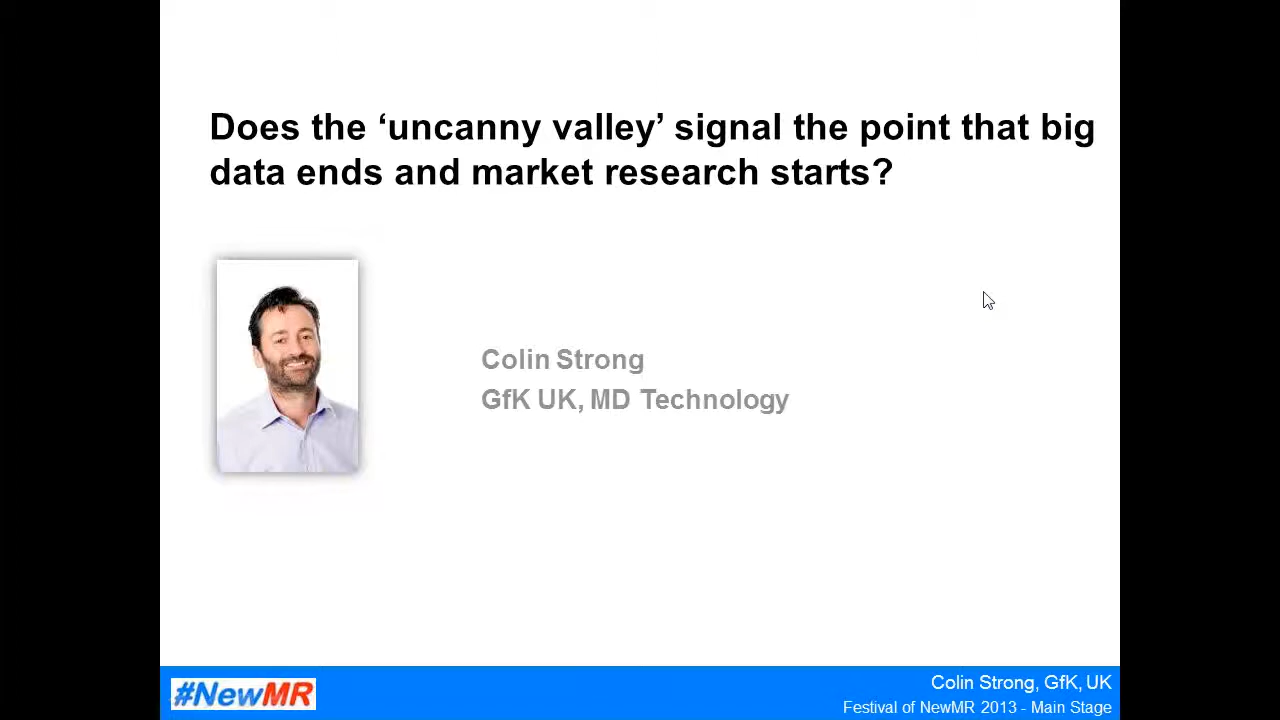 Does the ‘uncanny valley’ signal the point that big
data ends and market research starts?
Colin Strong
GfK UK, MD Technology
#NewMR
Colin Strong, GfK, UK
Festival of NewMR 2013 - Main Stage